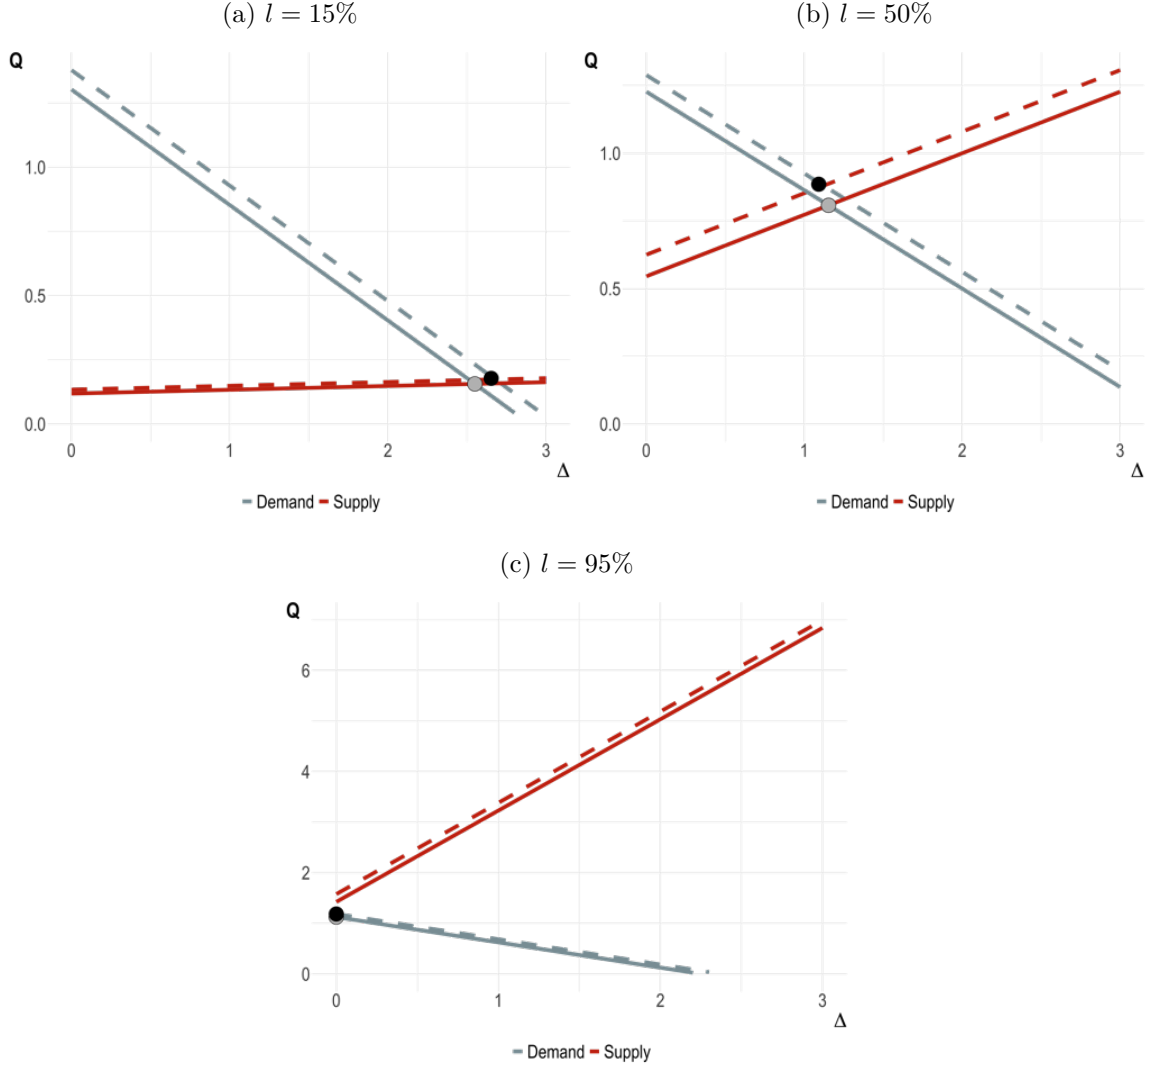 (a) l = 15%
Q
1.0
0.5
0.0
0 1 2 3
Δ
Demand Supply
(b) l = 50%
Q
1.0
0.5
0.0
0 1 2 3
Δ
Demand Supply
(c) l = 95%
Q
6
4
2
0
0 1 2 3
Δ
Demand Supply